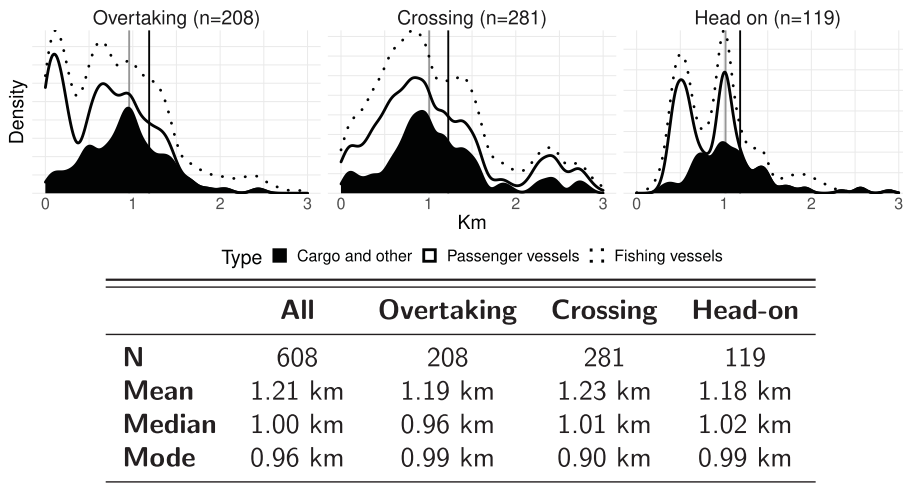 Overtaking (n=208) Crossing (n=281) Head on (n=119)
Density
0 1 2 3 0 1 2 3 0 1 2 3
Km
Type Cargo and other Passenger vessels Fishing vessels
All Overtaking Crossing Head-on
N 608 208 281 119
Mean 1.21 km 1.19 km 1.23 km 1.18 km
Median 1.00 km 0.96 km 1.01 km 1.02 km
Mode 0.96 km 0.99 km 0.90 km 0.99 km